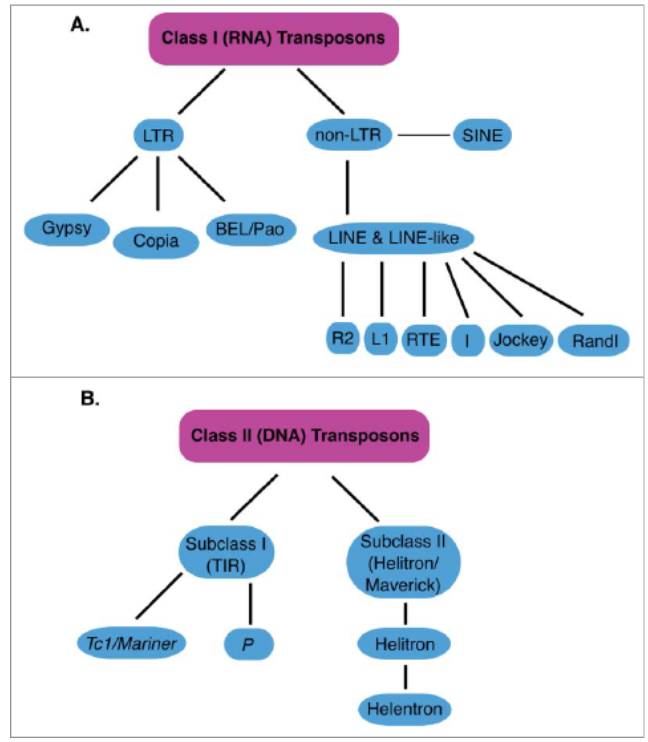 A.
Class I (RNA) Transposons
LTR
non-LTR
SINE
Gypsy
Copia
BEL/Pao
LINE & LINE-like
R2
L1
RTE
I
Jockey
RandI
B.
Class II (DNA) Transposons
Subclass I
(TIR)
Subclass II
(Helitron/
Maverick)
Tc1/Mariner
P
Helitron
Helentron